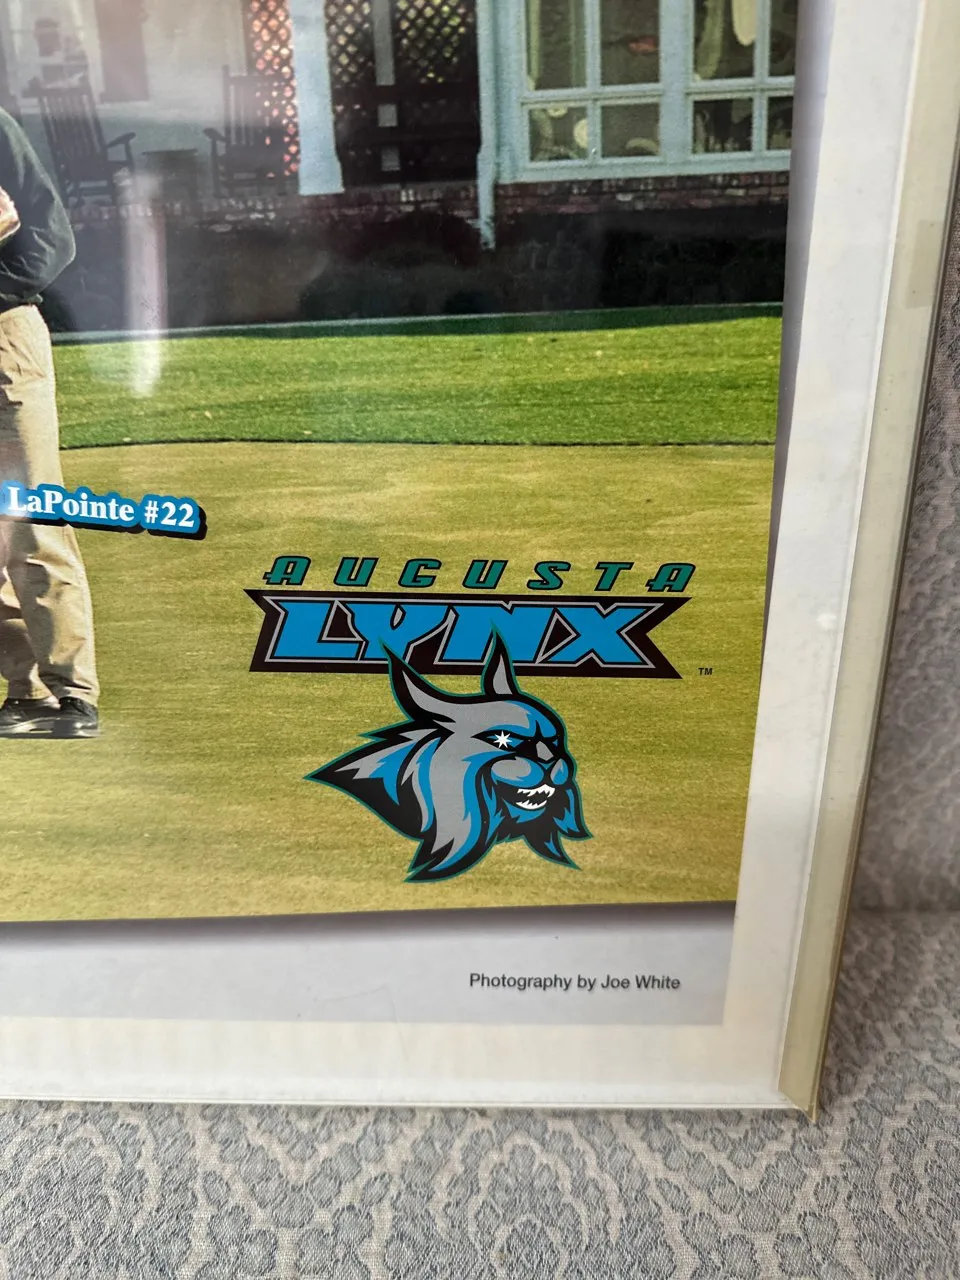 LaPointe #22
AUGUSTA
LYNX
TM
Photography by Joe White